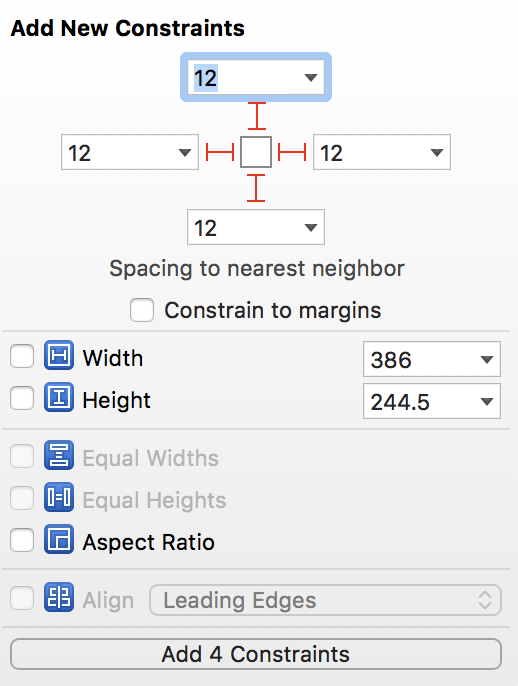 Add New Constraints
12
12
12
12
Spacing to nearest neighbor
Constrain to margins
Width
386
Height
244.5
Equal Widths
Equal Heights
Aspect Ratio
Align
Leading Edges
Add 4 Constraints